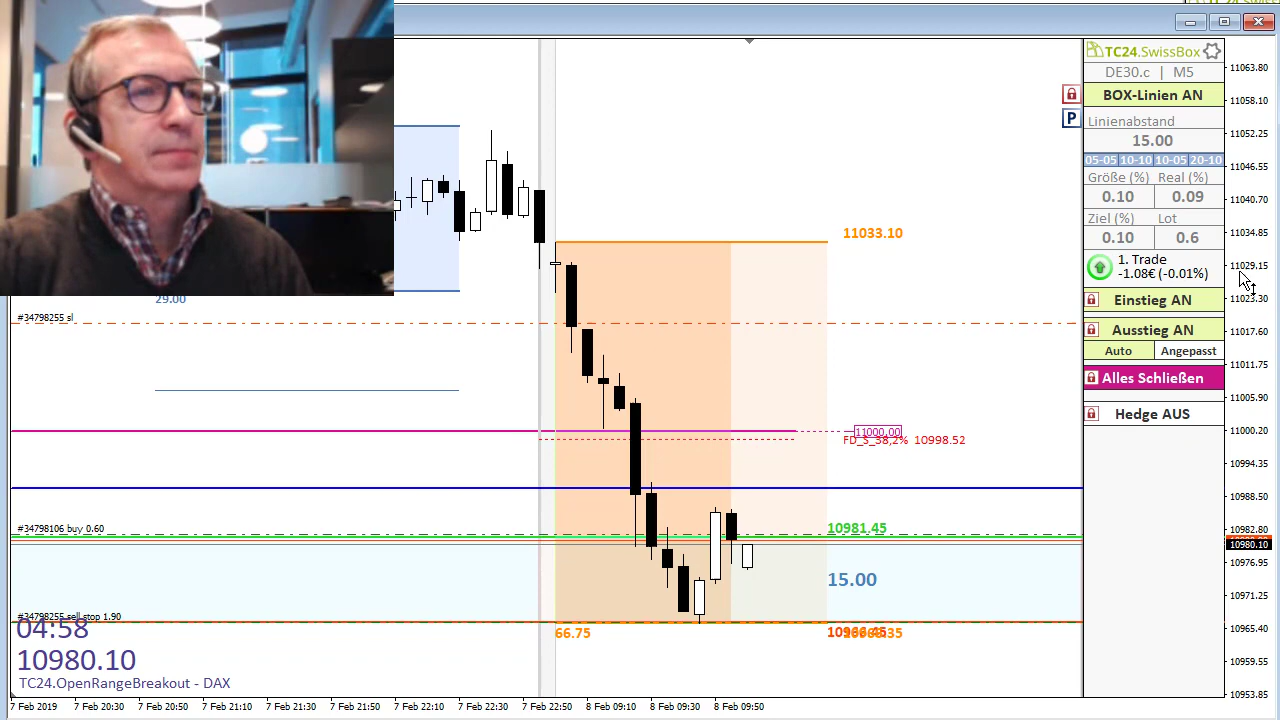 TC24.SwissBox
DE30.c | M5
BOX-Linien AN
Linienabstand
15.00
05-05 10-10 10-05 20-10
Größe (%) Real (%)
0.10 0.09
Ziel (%) Lot
0.10 0.6
1. Trade
-1.08€ (-0.01%)
Einstieg AN
Ausstieg AN
Auto Angepasst
Alles Schließen
Hedge AUS
P
11063.80
11058.10
11052.25
11046.55
11040.70
11034.85
11029.15
11023.30
11017.60
11011.75
11005.90
11000.20
10994.35
10988.50
10982.80
10980.10
10976.95
10971.25
10965.40
10959.55
10953.85
11033.10
29.00
#34798255 sl
11000.00
FD_S_38,2% 10998.52
#34798106 buy 0.60
10981.45
15.00
#34798255 sell stop 1.90
66.75
04:58
10980.10
TC24.OpenRangeBreakout - DAX
7 Feb 2019 7 Feb 20:30 7 Feb 20:50 7 Feb 21:10 7 Feb 21:30 7 Feb 21:50 7 Feb 22:10 7 Feb 22:30 7 Feb 22:50 8 Feb 09:10 8 Feb 09:30 8 Feb 09:50